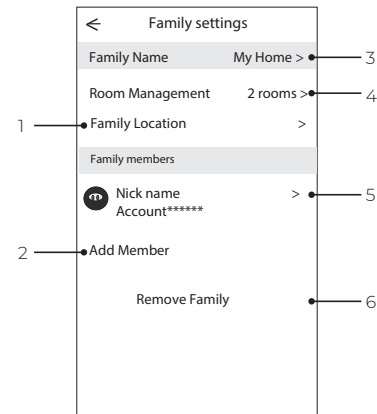 Family settings
Family Name My Home > 3
Room Management 2 rooms > 4
1 Family Location >
Family members
Nick name > 5
Account******
2 Add Member
Remove Family 6